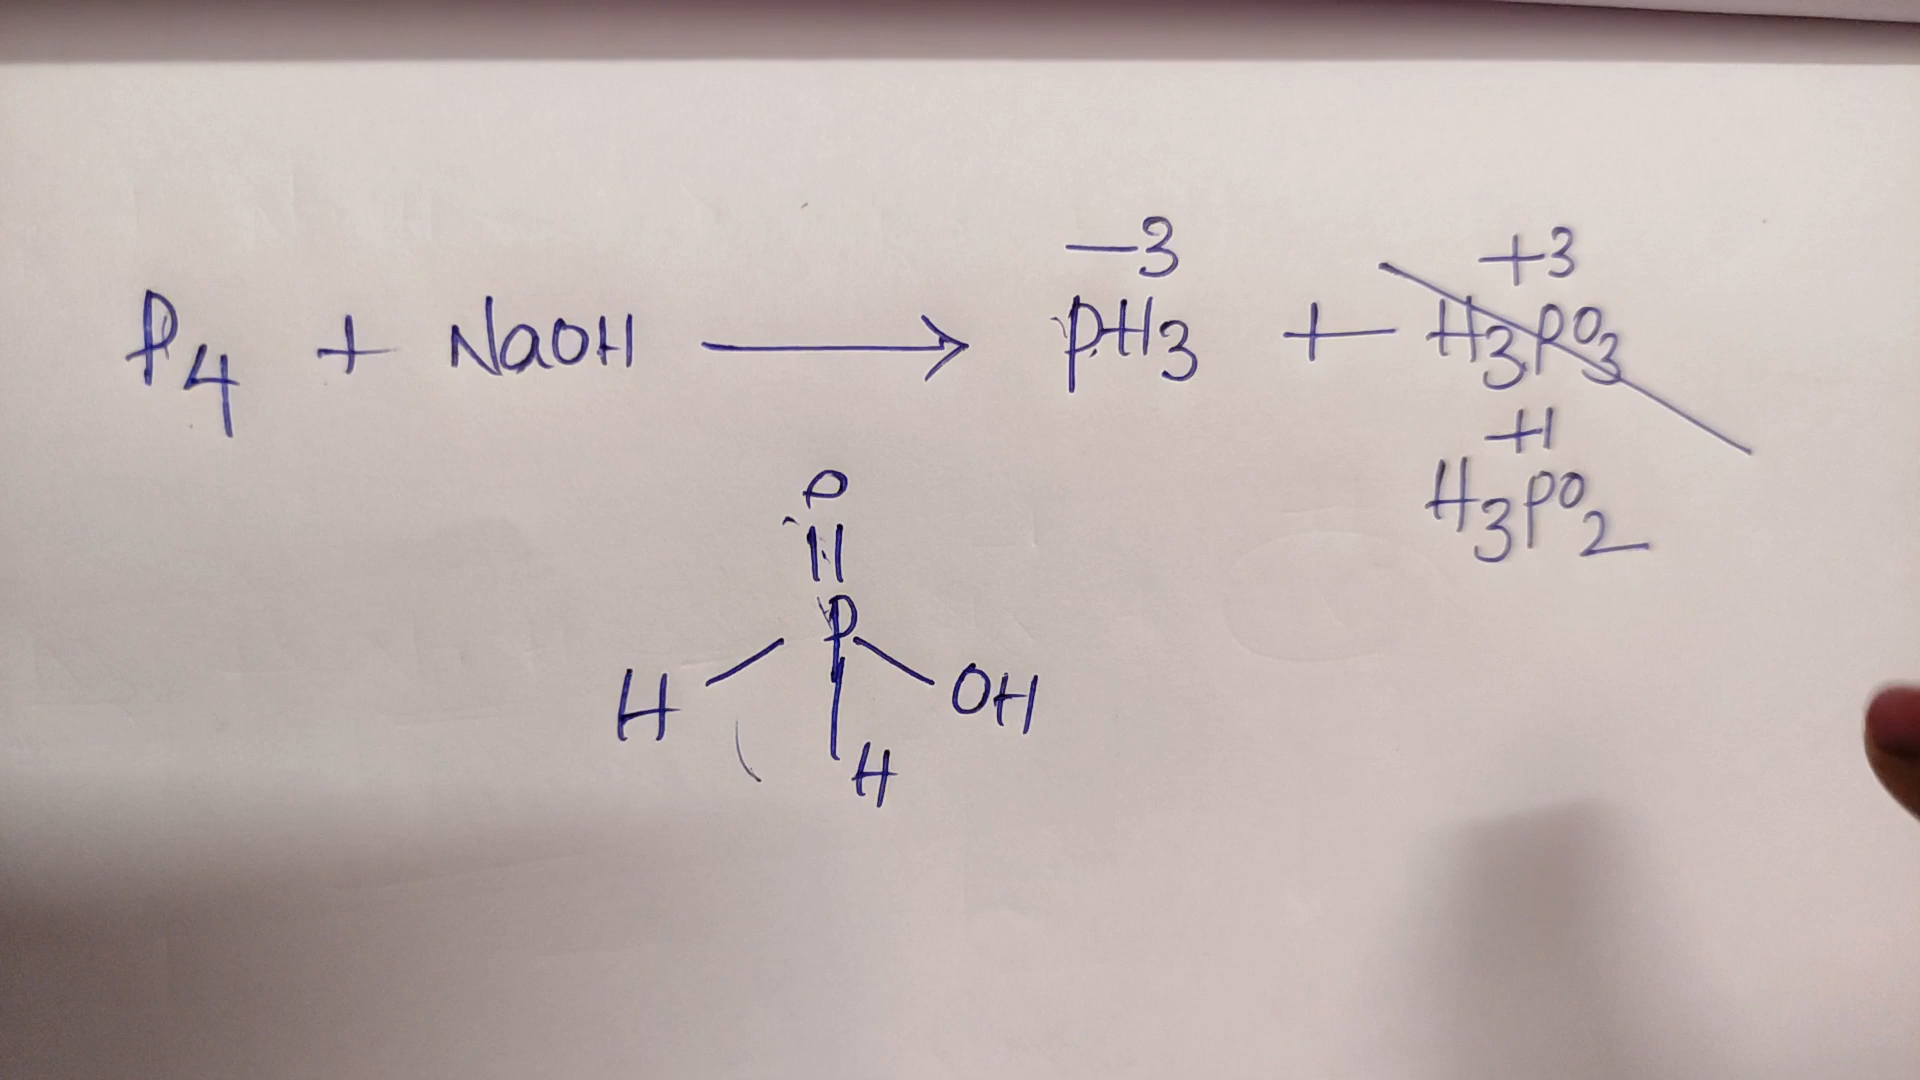 -3 +3
P4 + NaOH ⟶ PH3 + H3PO3
+1
H3PO2
O
||
P
H OH
H